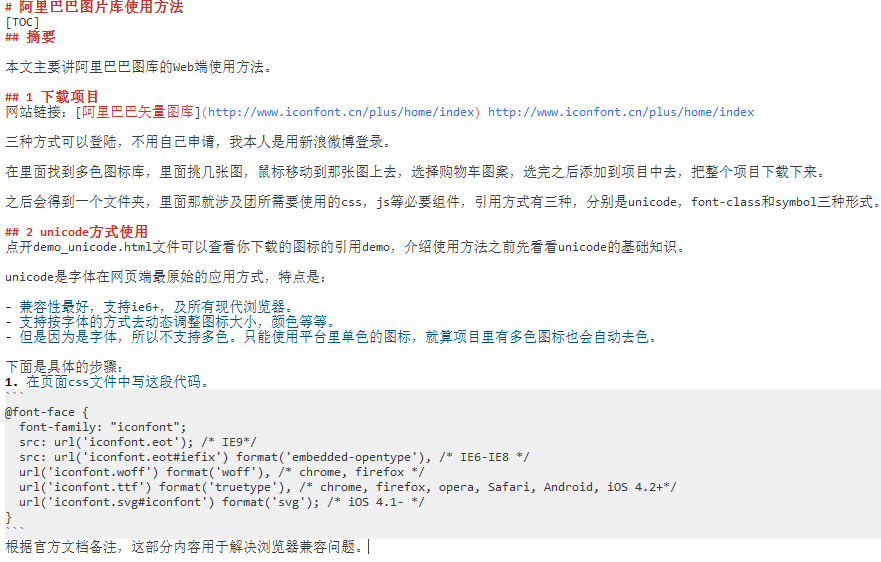 # 阿里巴巴图片库使用方法
[TOC]
## 摘要
本文主要讲阿里巴巴图库的Web端使用方法。
## 1 下载项目
网站链接：[阿里巴巴矢量图库](http://www.iconfont.cn/plus/home/index) http://www.iconfont.cn/plus/home/index
三种方式可以登陆，不用自己申请，我本人是用新浪微博登录。
在里面找到多色图标库，里面挑几张图，鼠标移动到那张图上去，选择购物车图案，选完之后添加到项目中去，把整个项目下载下来。
之后会得到一个文件夹，里面那就涉及团所需要使用的css，js等必要组件，引用方式有三种，分别是unicode，font-class和symbol三种形式。
## 2 unicode方式使用
点开demo_unicode.html文件可以查看你下载的图标的引用demo，介绍使用方法之前先看看unicode的基础知识。
unicode是字体在网页端最原始的应用方式，特点是：
- 兼容性最好，支持ie6+，及所有现代浏览器。
- 支持按字体的方式去动态调整图标大小，颜色等等。
- 但是因为是字体，所以不支持多色。只能使用平台里单色的图标，就算项目里有多色图标也会自动去色。
下面是具体的步骤：
1. 在页面css文件中写这段代码。
```
@font-face {
  font-family: "iconfont";
  src: url('iconfont.eot'); /* IE9*/
  src: url('iconfont.eot#iefix') format('embedded-opentype'), /* IE6-IE8 */
  url('iconfont.woff') format('woff'), /* chrome, firefox */
  url('iconfont.ttf') format('truetype'), /* chrome, firefox, opera, Safari, Android, iOS 4.2+*/
  url('iconfont.svg#iconfont') format('svg'); /* iOS 4.1- */
}
```
根据官方文档备注，这部分内容用于解决浏览器兼容问题。